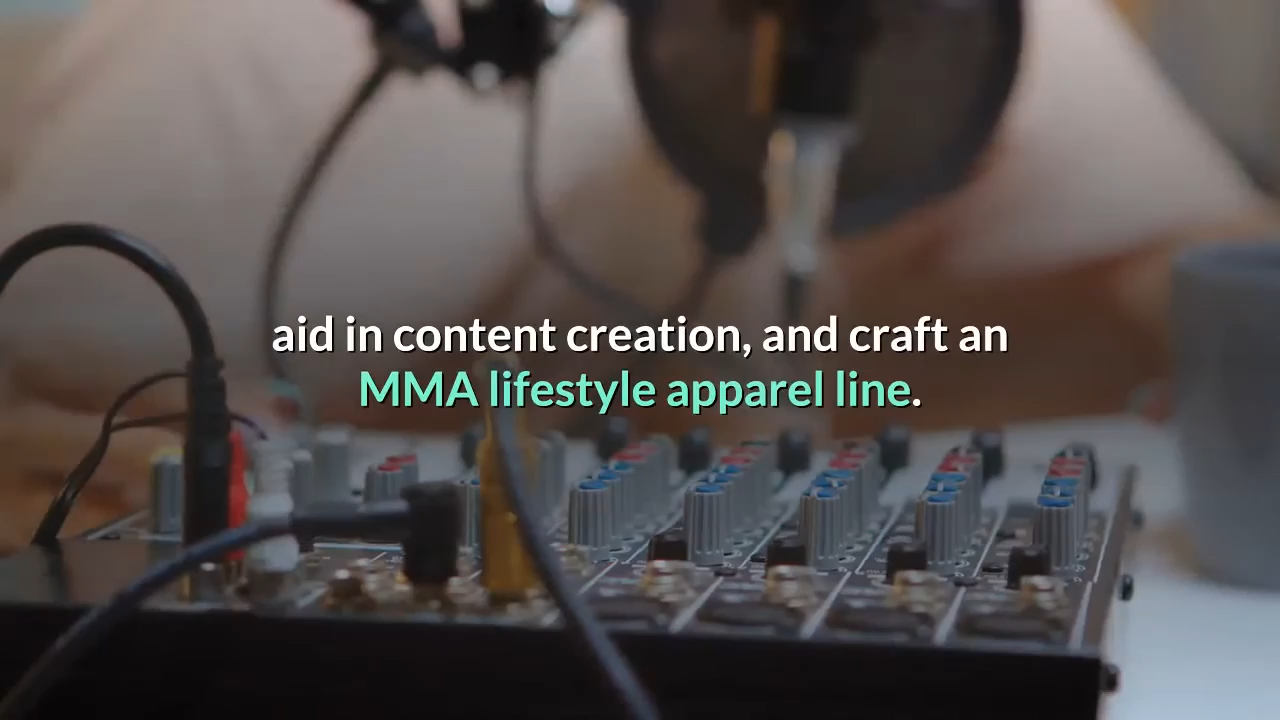 aid in content creation, and craft an
MMA lifestyle apparel line.